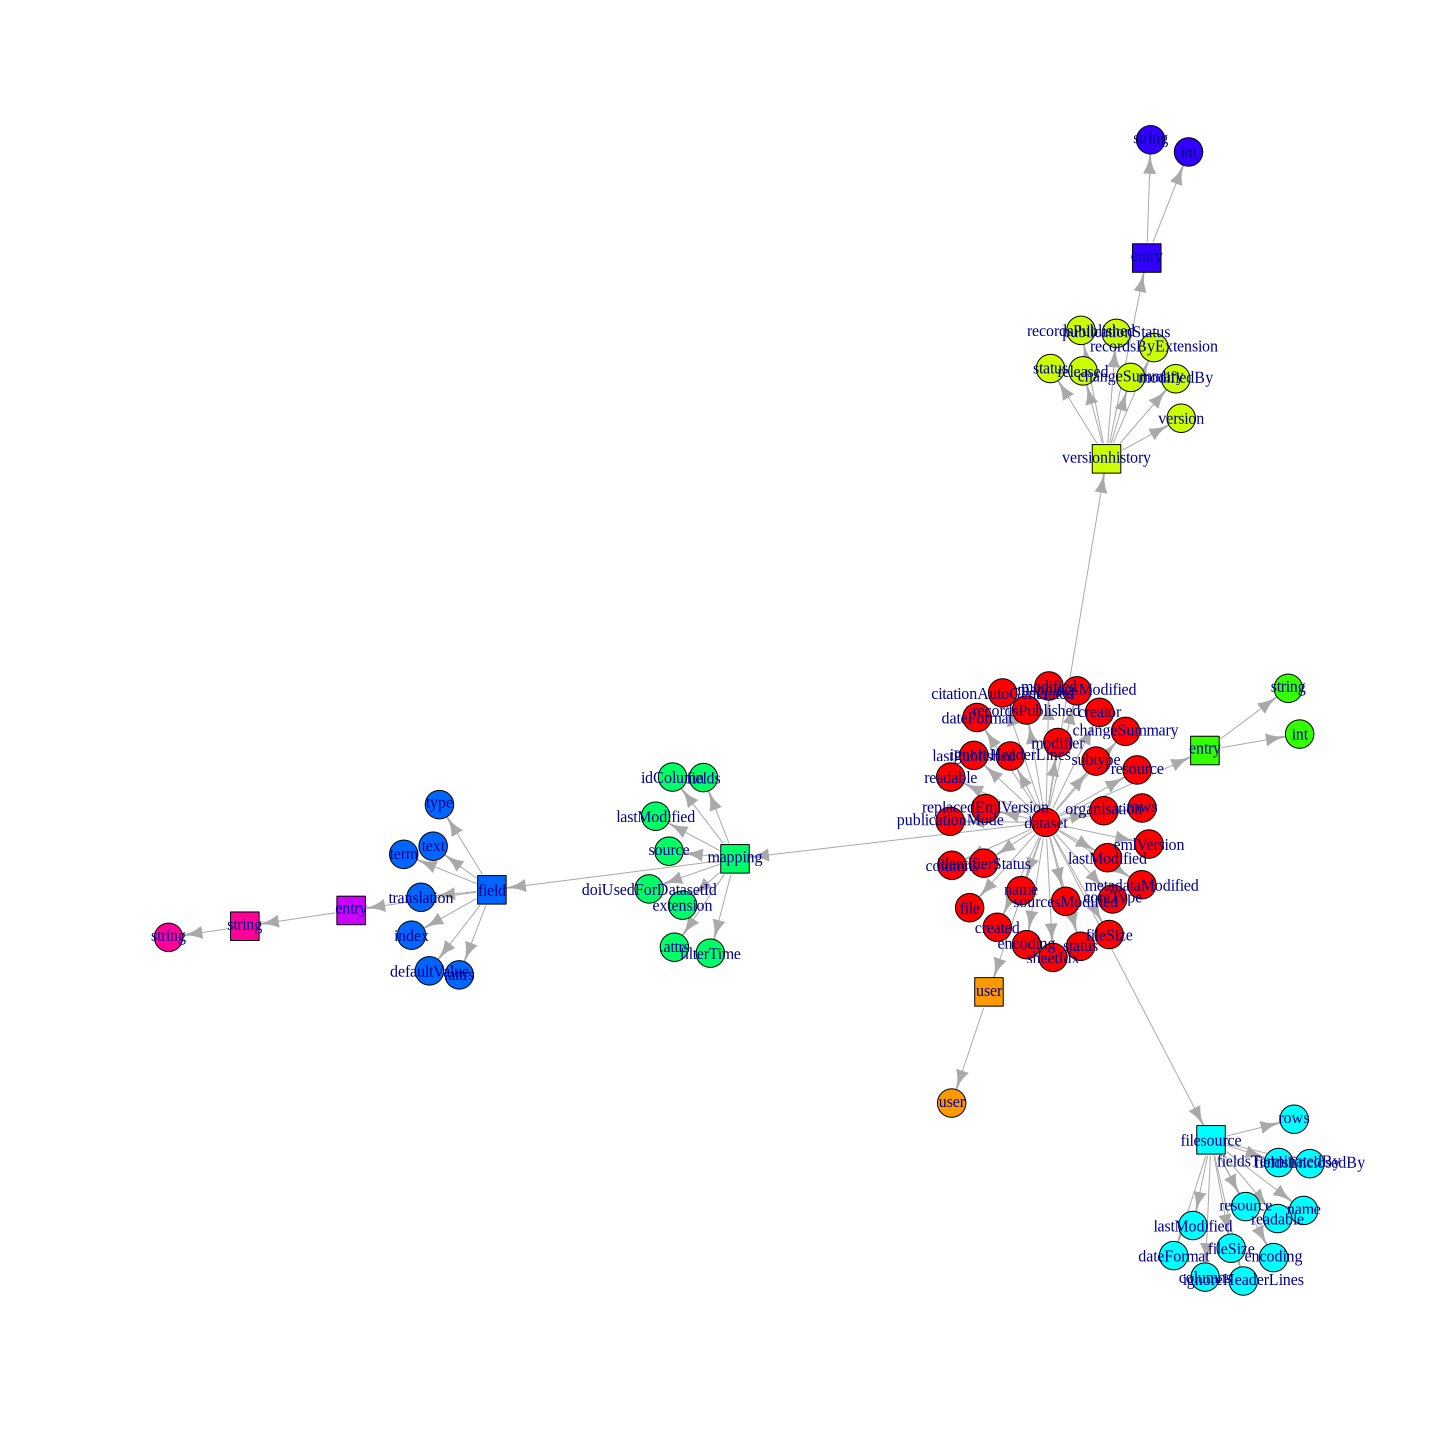 string
int
entry
recordsPublished
publicationStatus
recordsByExtension
status
released
changeSummary
modifiedBy
version
versionhistory
string
int
entry
modified
citationAutoGenerated
recordsPublished
creator
dateFormat
changeSummary
modifier
lastPublished
ignoreHeaderLines
subtype
resource
readable
replacedEmlVersion
organisation
rows
publicationMode
dataset
emlVersion
columns
identifierStatus
lastModified
metadataModified
name
sourcesModified
coreType
file
created
fileSize
encoding
status
sheetIdx
user
user
idColumn
fields
lastModified
source
mapping
doiUsedForDatasetId
extension
attrs
filterTime
type
text
term
field
translation
entry
index
defaultValue
attrs
string
string
filesource
rows
fieldsTerminatedBy
fieldsEnclosedBy
resource
name
readable
lastModified
dateFormat
fileSize
encoding
columns
ignoreHeaderLines